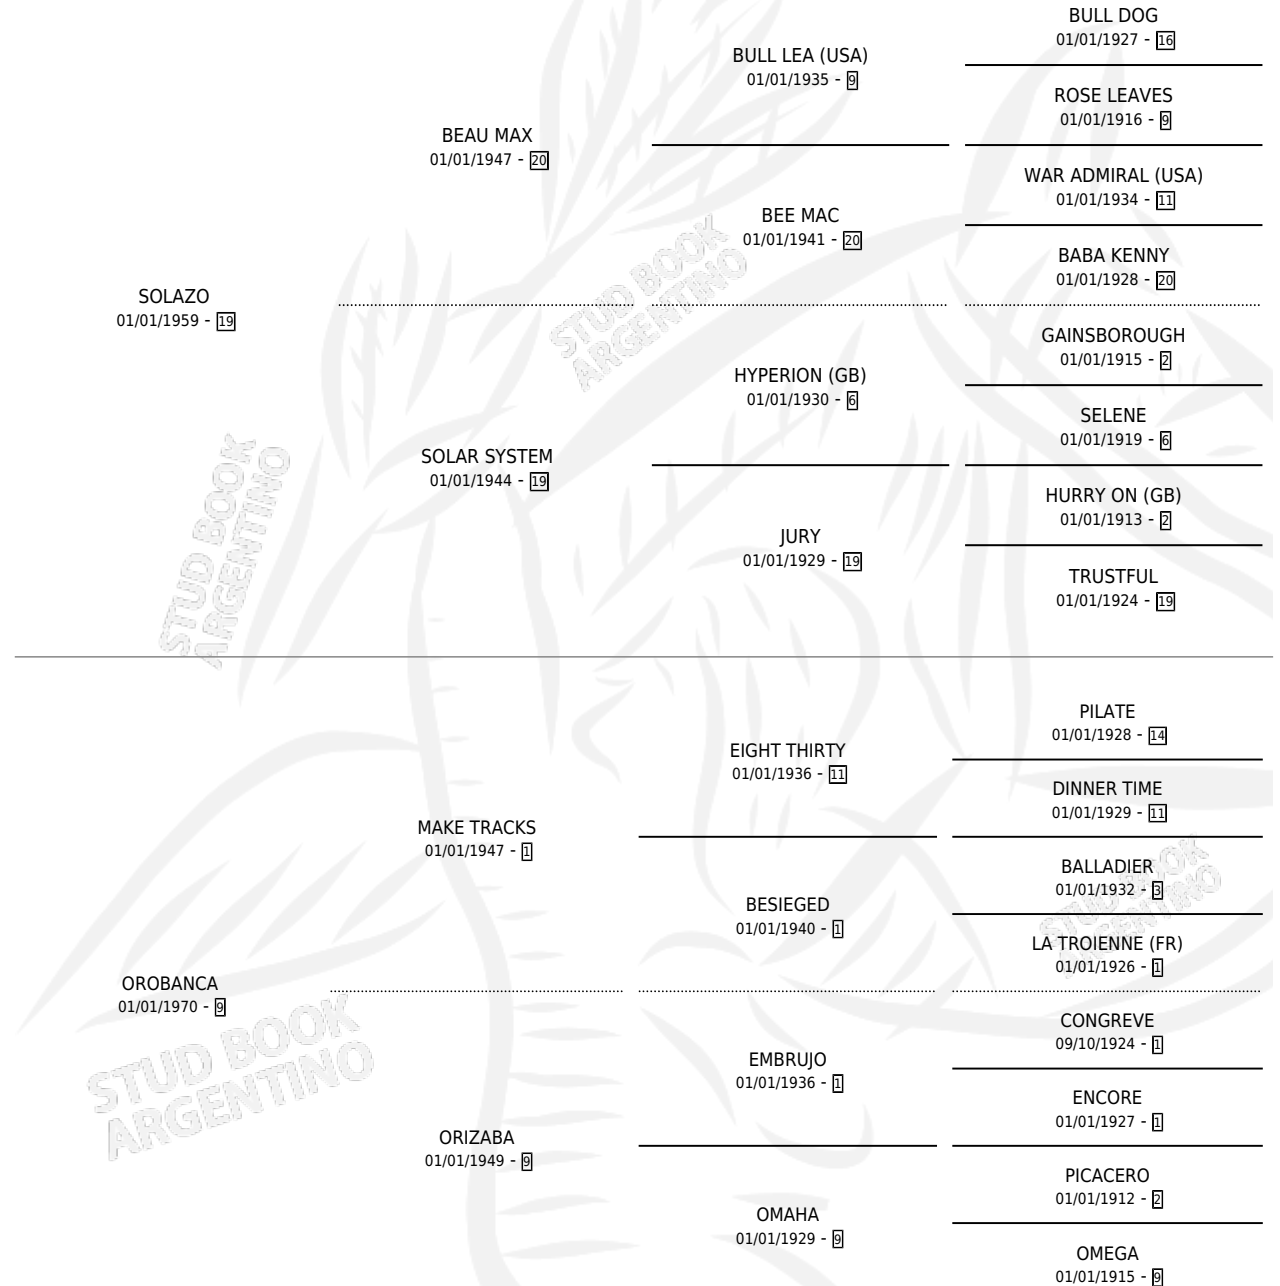 BULL DOG
01/01/1927 - 16
BULL LEA (USA)
01/01/1935 - 9
ROSE LEAVES
01/01/1916 - 9
BEAU MAX
01/01/1947 - 20
WAR ADMIRAL (USA)
01/01/1934 - 11
BEE MAC
01/01/1941 - 20
BABA KENNY
01/01/1928 - 20
SOLAZO
01/01/1959 - 19
GAINSBOROUGH
01/01/1915 - 2
HYPERION (GB)
01/01/1930 - 6
SELENE
01/01/1919 - 6
SOLAR SYSTEM
01/01/1944 - 19
HURRY ON (GB)
01/01/1913 - 2
JURY
01/01/1929 - 19
TRUSTFUL
01/01/1924 - 19
PILATE
01/01/1928 - 14
EIGHT THIRTY
01/01/1936 - 11
DINNER TIME
01/01/1929 - 11
MAKE TRACKS
01/01/1947 - 1
BALLADIER
01/01/1932 - 3
BESIEGED
01/01/1940 - 1
LA TROIENNE (FR)
01/01/1926 - 1
OROBANCA
01/01/1970 - 9
CONGREVE
09/10/1924 - 1
EMBRUJO
01/01/1936 - 1
ENCORE
01/01/1927 - 1
ORIZABA
01/01/1949 - 9
PICACERO
01/01/1912 - 2
OMAHA
01/01/1929 - 9
OMEGA
01/01/1915 - 9
STUD BOOK
ARGENTINO
STUD BOOK
ARGENTINO
STUD BOOK
ARGENTINO
STUD BOOK
ARGENTINO